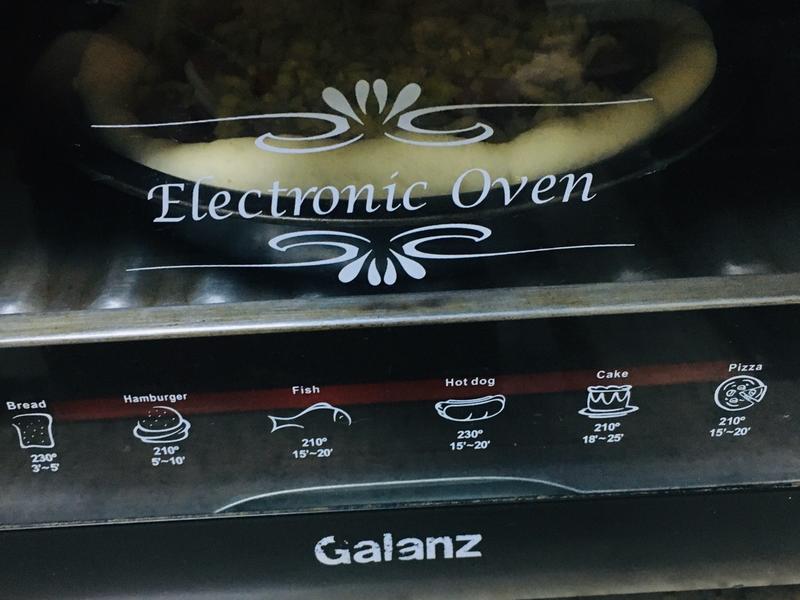 Electronic Oven
Bread
230°
3'~5'
Hamburger
210°
5'~10'
Fish
210°
15'~20'
Hot dog
230°
15'~20'
Cake
210°
18'~25'
Pizza
210°
15'~20'
Galanz